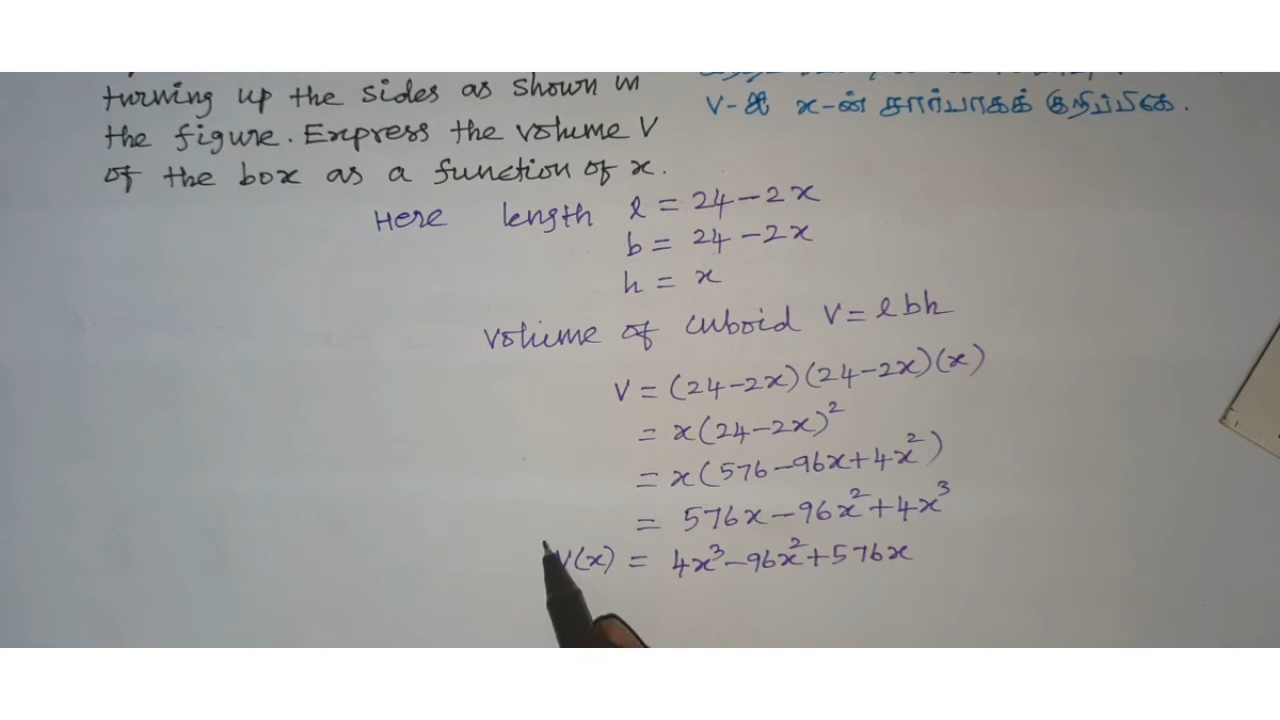 turning up the sides as shown in
the figure. Express the volume V
of the box as a function of x.
V-ஐ x-ன் சார்பாகக் குறிப்பிடுக.
Here length l = 24-2x
b = 24-2x
h = x
Volume of cuboid V = lbh
V = (24-2x)(24-2x)(x)
= x(24-2x)²
= x(576-96x+4x²)
= 576x-96x²+4x³
V(x) = 4x³-96x²+576x